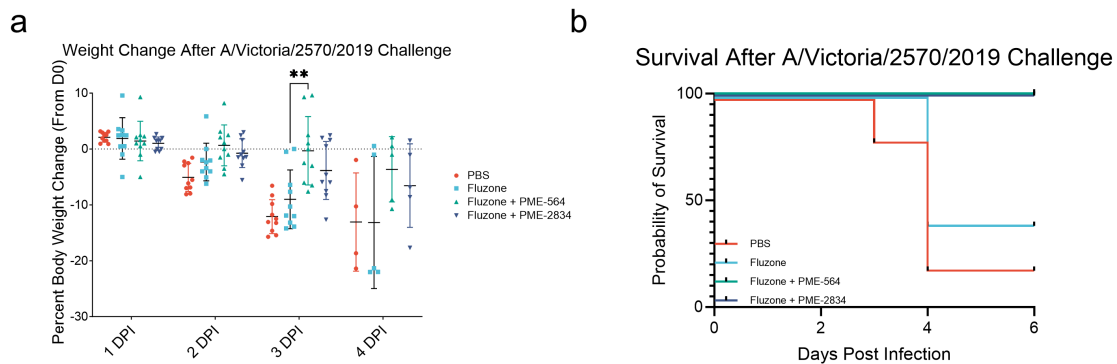 a
Weight Change After A/Victoria/2570/2019 Challenge
Percent Body Weight Change (From D0)
10
0
-10
-20
-30
**
1 DPI
2 DPI
3 DPI
4 DPI
PBS
Fluzone
Fluzone + PME-564
Fluzone + PME-2834
b
Survival After A/Victoria/2570/2019 Challenge
Probability of Survival
100
50
0
PBS
Fluzone
Fluzone + PME-564
Fluzone + PME-2834
0
2
4
6
Days Post Infection